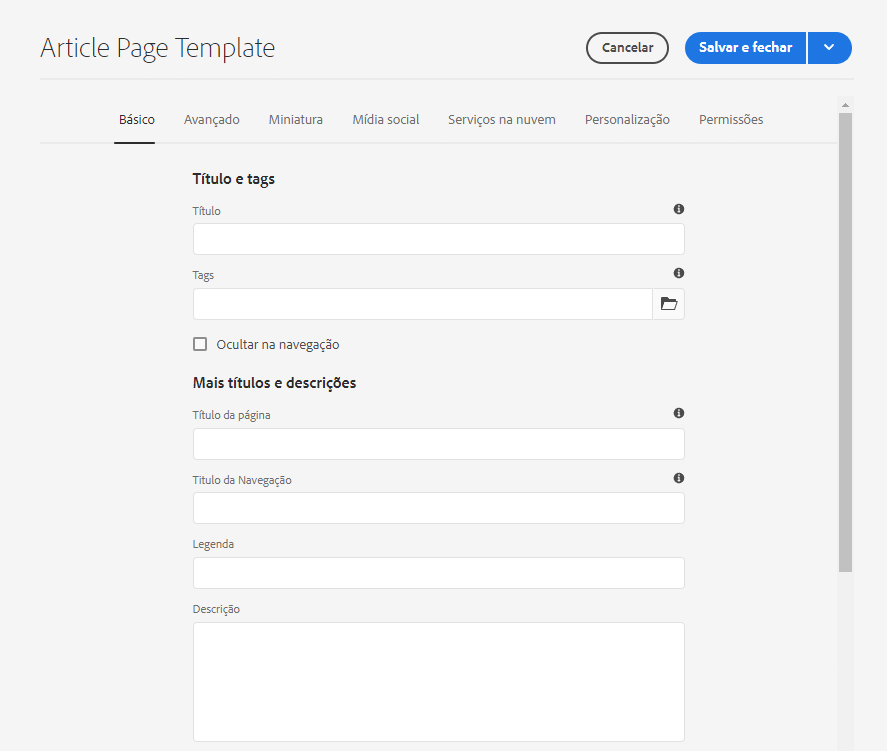 Article Page Template
Cancelar
Salvar e fechar
Básico Avançado Miniatura Mídia social Serviços na nuvem Personalização Permissões
Título e tags
Título
Tags
Ocultar na navegação
Mais títulos e descrições
Título da página
Titulo da Navegação
Legenda
Descrição